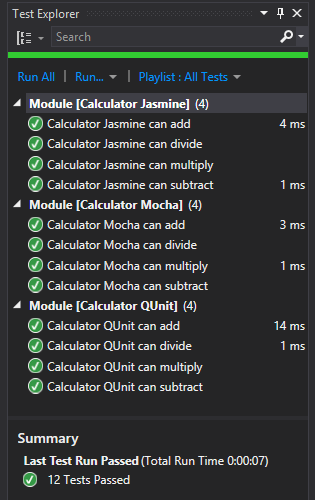 Test Explorer
Search
Run All | Run... | Playlist : All Tests
Module [Calculator Jasmine] (4)
Calculator Jasmine can add 4 ms
Calculator Jasmine can divide
Calculator Jasmine can multiply
Calculator Jasmine can subtract 1 ms
Module [Calculator Mocha] (4)
Calculator Mocha can add 3 ms
Calculator Mocha can divide
Calculator Mocha can multiply 1 ms
Calculator Mocha can subtract
Module [Calculator QUnit] (4)
Calculator QUnit can add 14 ms
Calculator QUnit can divide 1 ms
Calculator QUnit can multiply
Calculator QUnit can subtract
Summary
Last Test Run Passed (Total Run Time 0:00:07)
12 Tests Passed